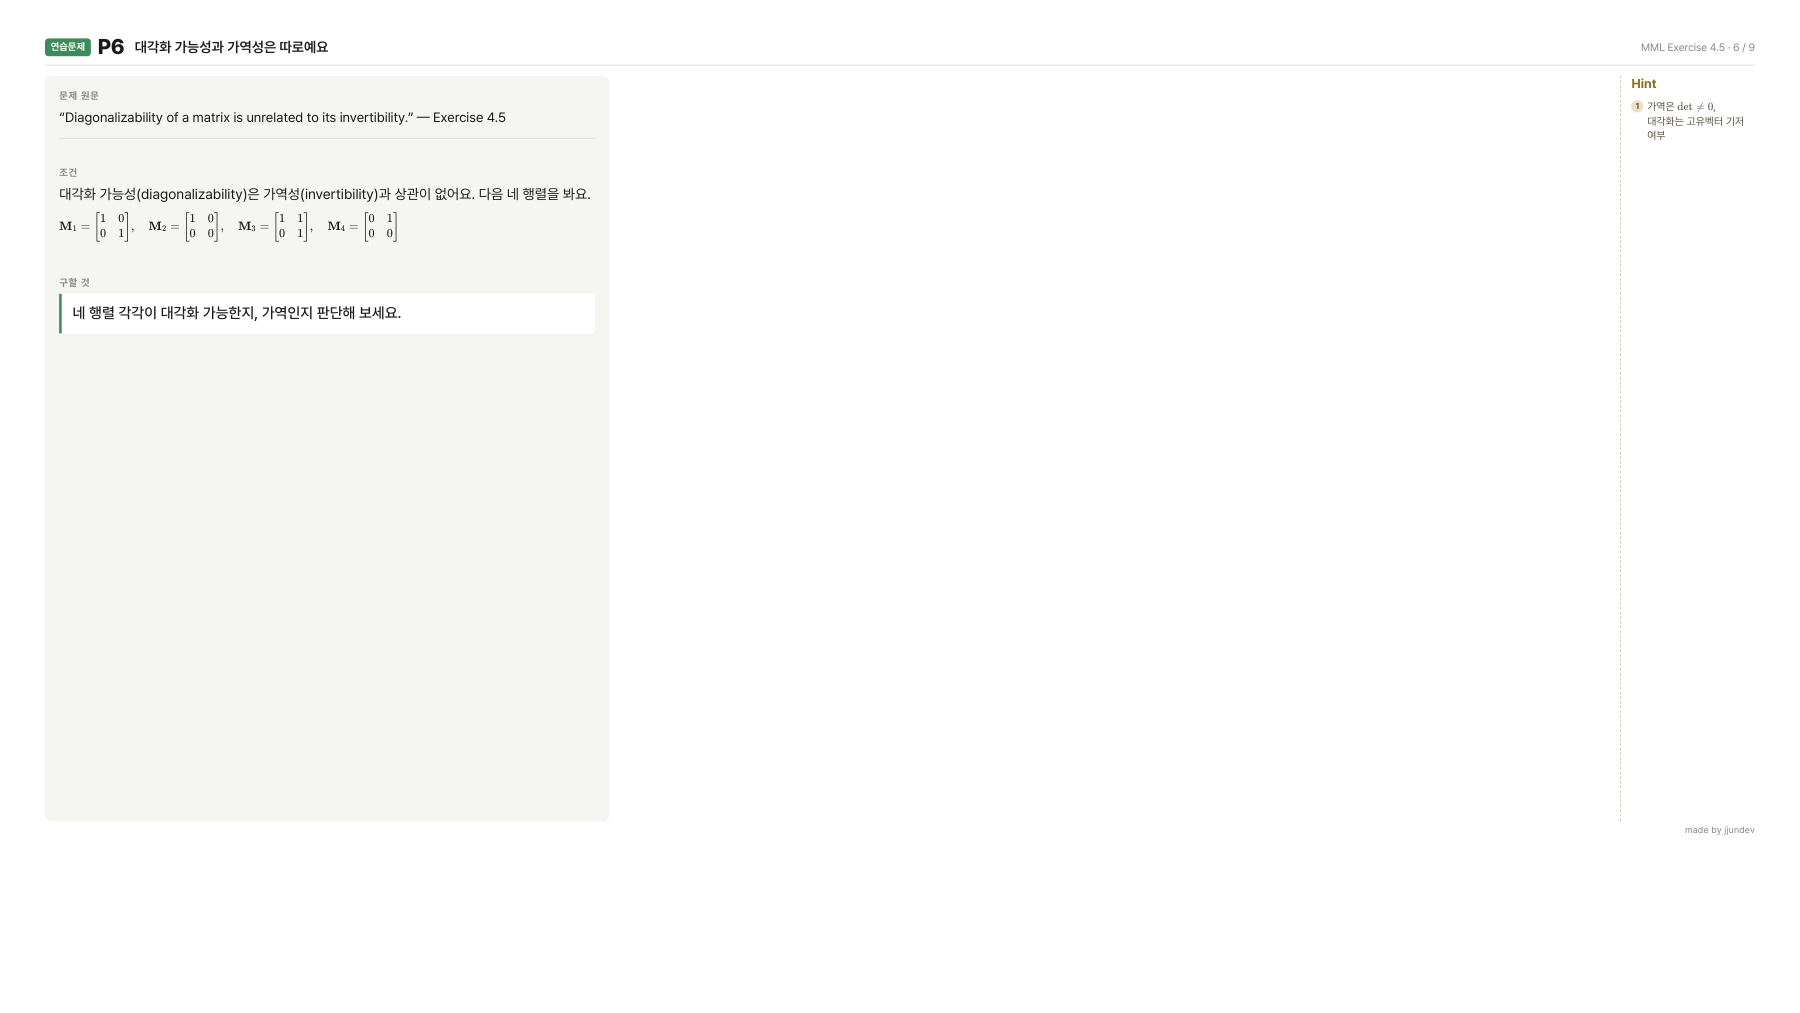 연습문제 P6 대각화 가능성과 가역성은 따로예요
MML Exercise 4.5 · 6 / 9
문제 원문
“Diagonalizability of a matrix is unrelated to its invertibility.” — Exercise 4.5
조건
대각화 가능성(diagonalizability)은 가역성(invertibility)과 상관이 없어요. 다음 네 행렬을 봐요.
M₁ = [1 0; 0 1], M₂ = [1 0; 0 0], M₃ = [1 1; 0 1], M₄ = [0 1; 0 0]
구할 것
네 행렬 각각이 대각화 가능한지, 가역인지 판단해 보세요.
Hint
1 가역은 det ≠ 0,
대각화는 고유벡터 기저
여부
made by jjundev